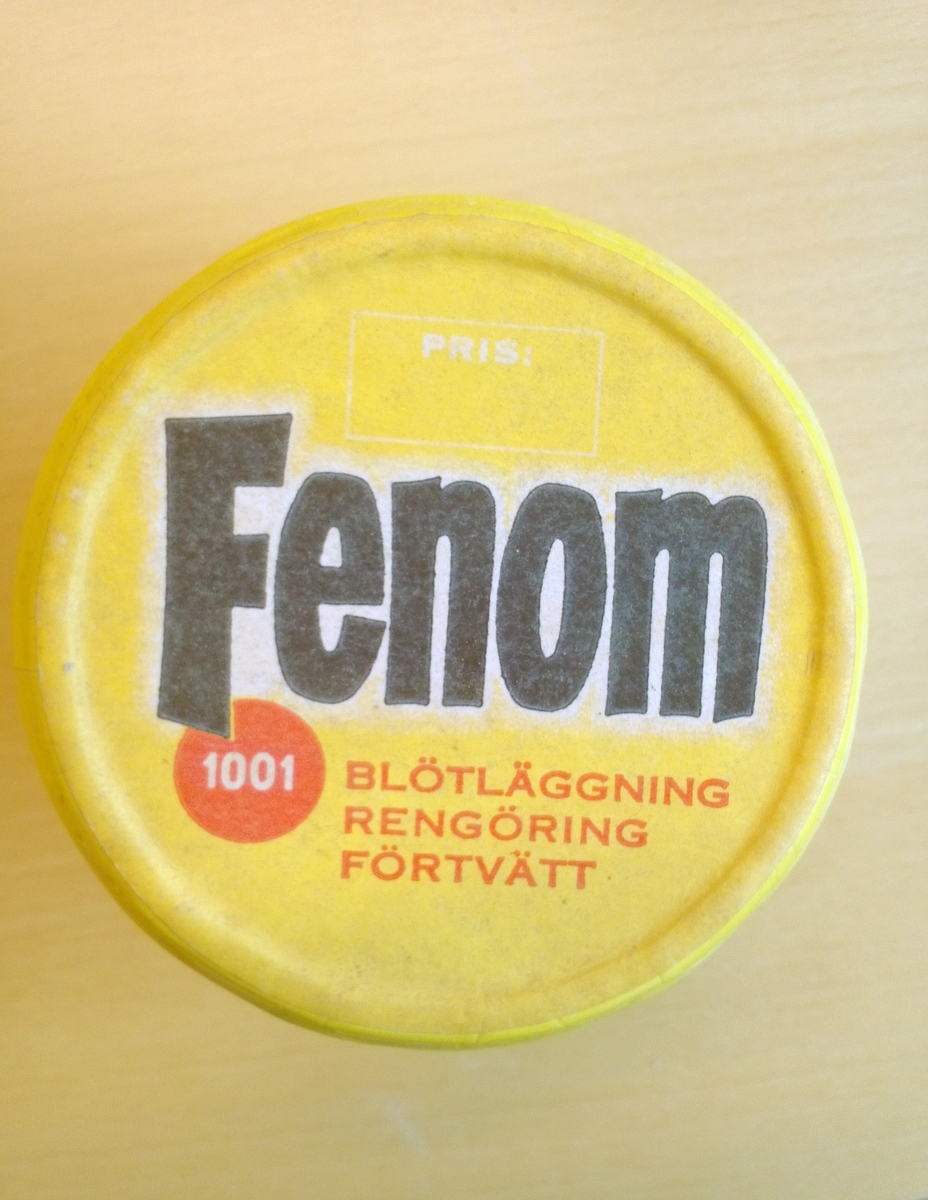 PRIS:
Fenom
1001
BLÖTLÄGGNING
RENGÖRING
FÖRTVÄTT